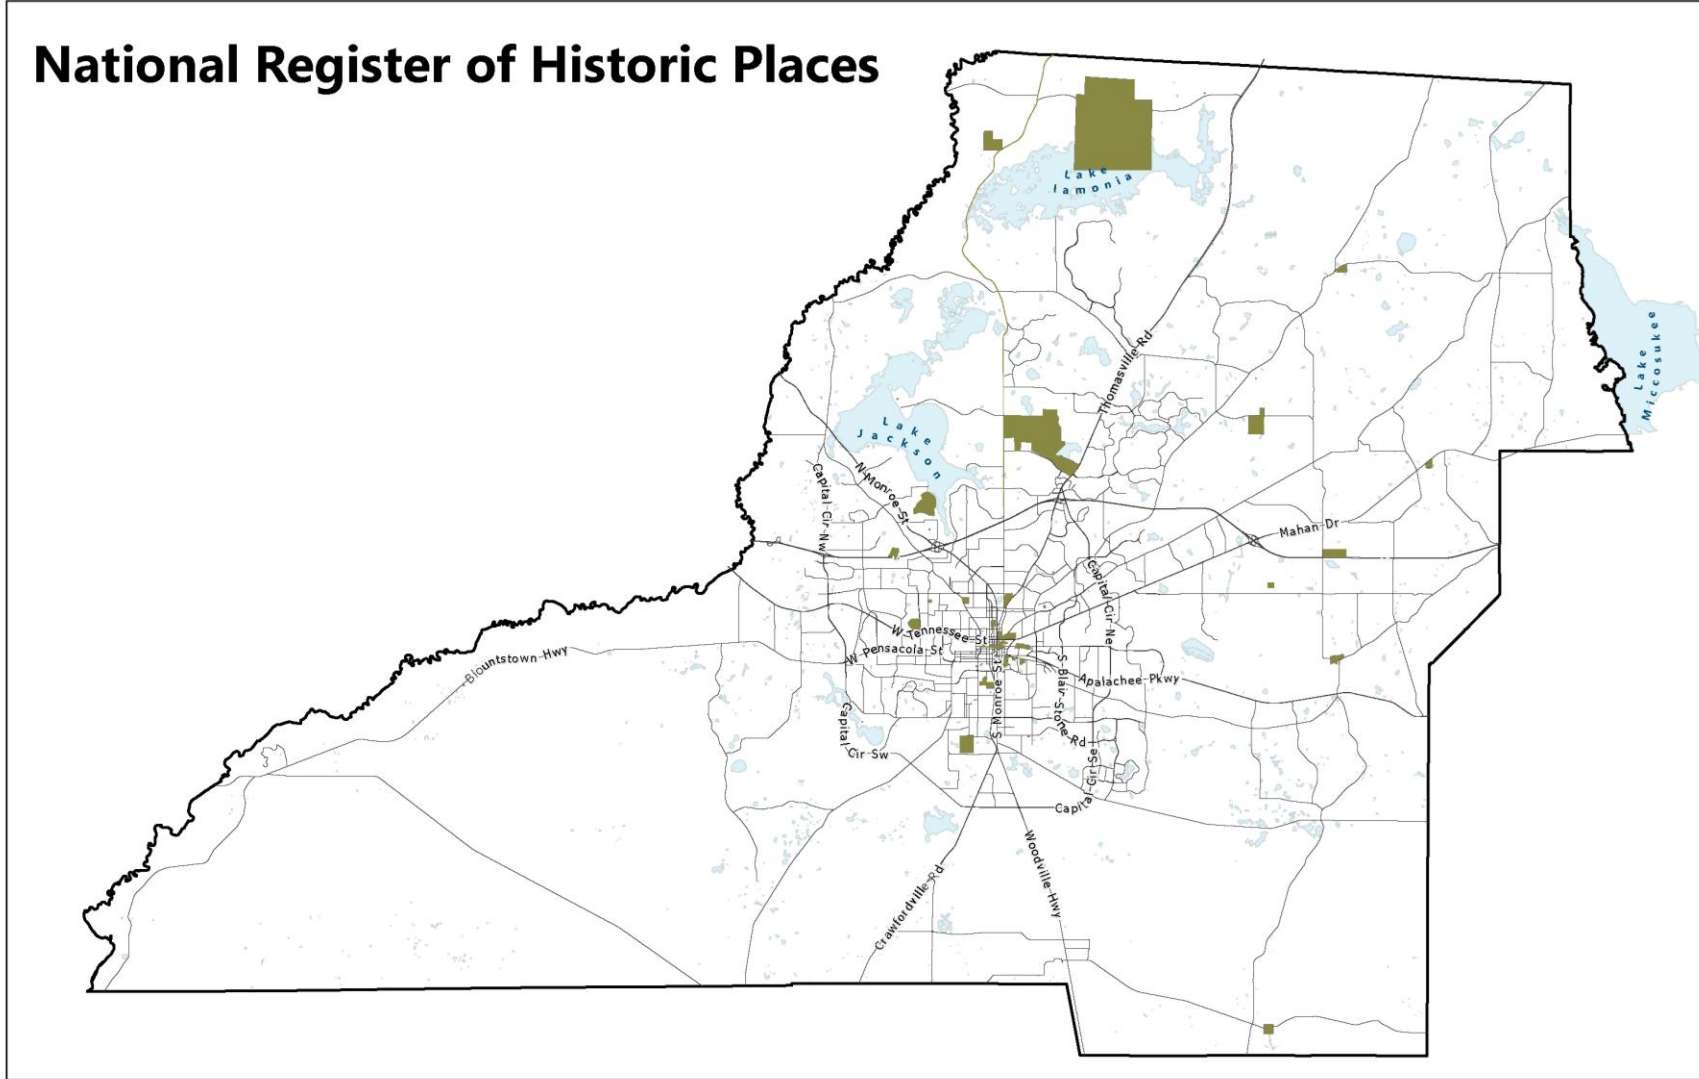 National Register of Historic Places
Lake
Iamonia
Thomasville Rd
Lake
Miccosukee
Lake
Jackson
N Monroe St
Capital Cir Nw
Mahan Dr
Capital Cir Ne
W Tennessee St
W Pensacola St
Blountstown Hwy
S Blair Stone Rd
Apalachee Pkwy
S Monroe St
Capital Cir Sw
Capital Cir Se
Woodville Hwy
Crawfordville Rd